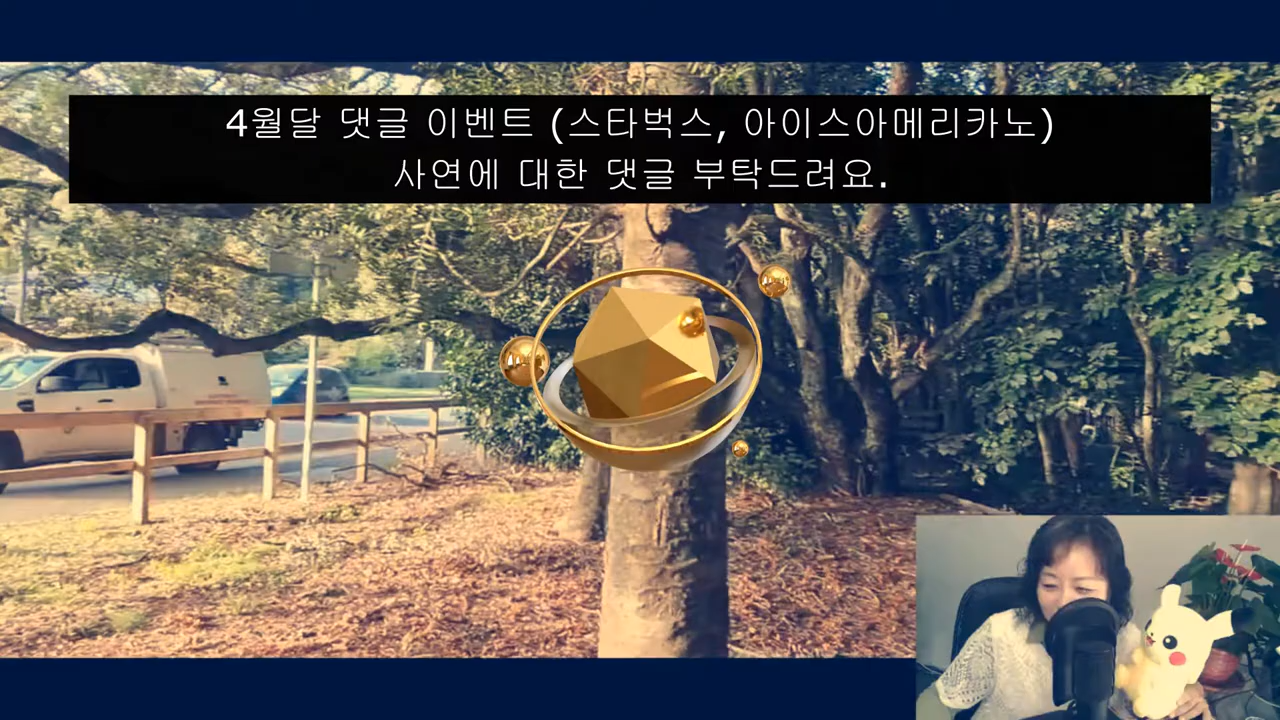 4월달 댓글 이벤트 (스타벅스, 아이스아메리카노)
사연에 대한 댓글 부탁드려요.